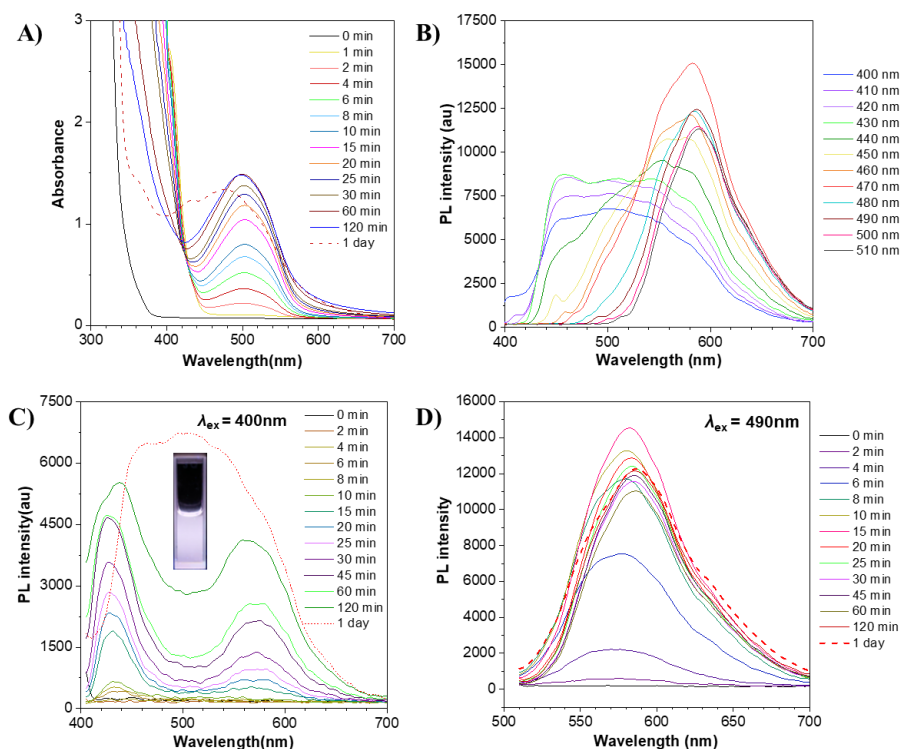 A)
3
2
1
0
300
400
500
600
700
Absorbance
Wavelength(nm)
0 min
1 min
2 min
4 min
6 min
8 min
10 min
15 min
20 min
25 min
30 min
60 min
120 min
1 day
B)
17500
15000
12500
10000
7500
5000
2500
0
400
500
600
700
PL intensity (au)
Wavelength (nm)
400 nm
410 nm
420 nm
430 nm
440 nm
450 nm
460 nm
470 nm
480 nm
490 nm
500 nm
510 nm
C)
7500
6000
4500
3000
1500
0
400
500
600
700
PL intensity(au)
Wavelength(nm)
λex = 400nm
0 min
2 min
4 min
6 min
8 min
10 min
15 min
20 min
25 min
30 min
45 min
60 min
120 min
1 day
D)
16000
14000
12000
10000
8000
6000
4000
2000
0
500
550
600
650
700
PL intensity
Wavelength(nm)
λex = 490nm
0 min
2 min
4 min
6 min
8 min
10 min
15 min
20 min
25 min
30 min
45 min
60 min
120 min
1 day